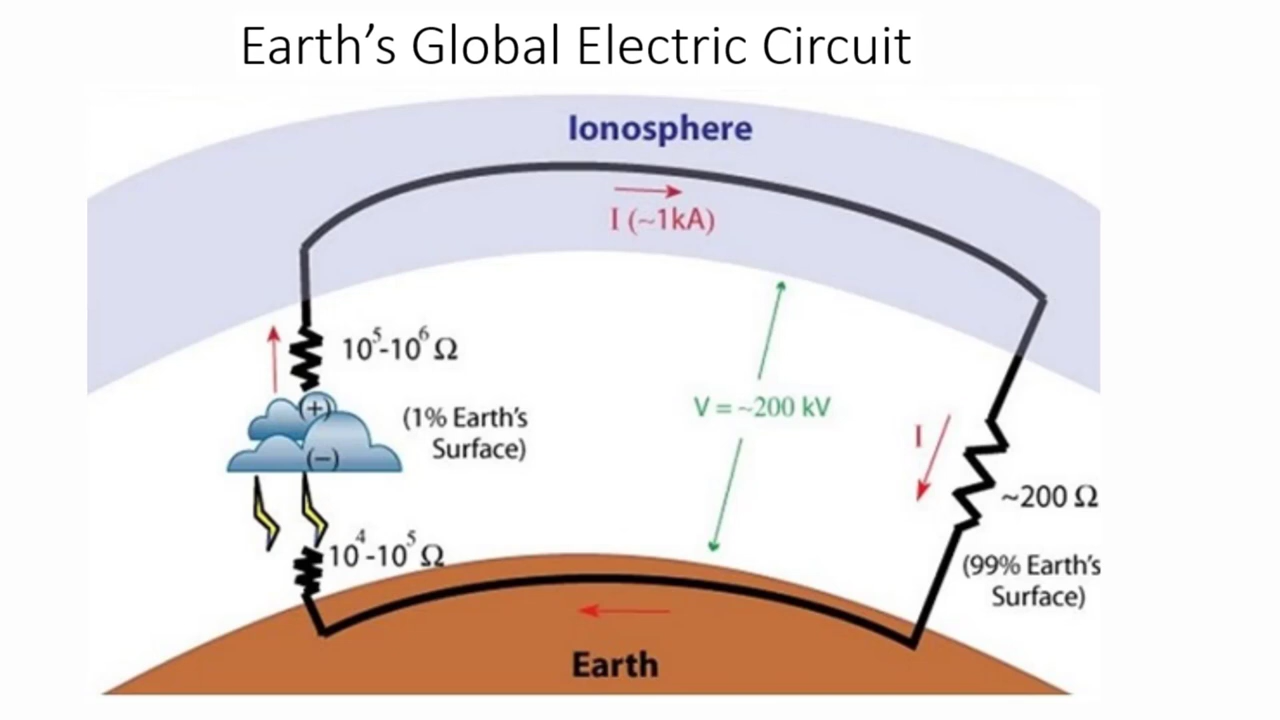 Earth’s Global Electric Circuit
Ionosphere
I (~1kA)
10⁵-10⁶ Ω
(+)
(1% Earth's
Surface)
(−)
V = ~200 kV
I
~200 Ω
10⁴-10⁵ Ω
(99% Earth's
Surface)
Earth